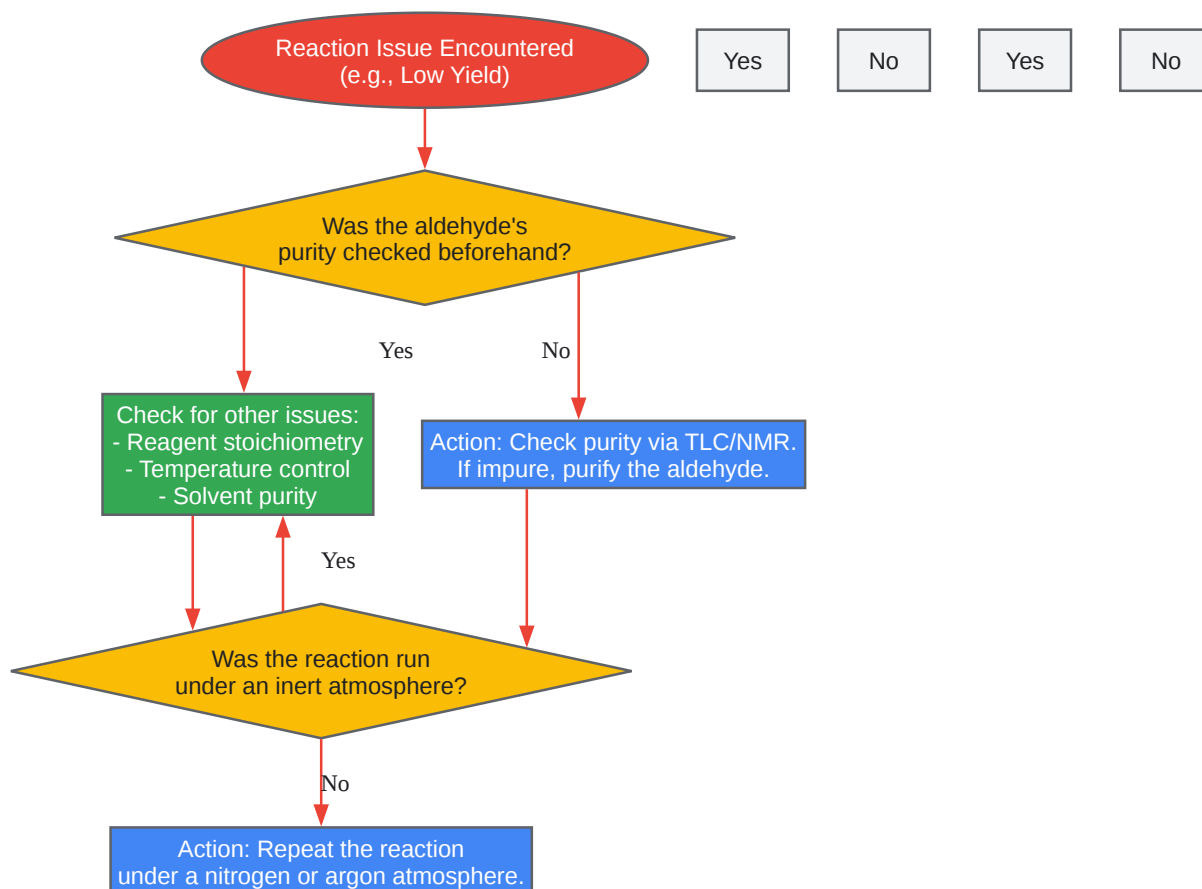 Reaction Issue Encountered
(e.g., Low Yield)
Yes
No
Yes
No
Was the aldehyde's
purity checked beforehand?
Yes
No
Check for other issues:
- Reagent stoichiometry
- Temperature control
- Solvent purity
Action: Check purity via TLC/NMR.
If impure, purify the aldehyde.
Yes
Was the reaction run
under an inert atmosphere?
No
Action: Repeat the reaction
under a nitrogen or argon atmosphere.